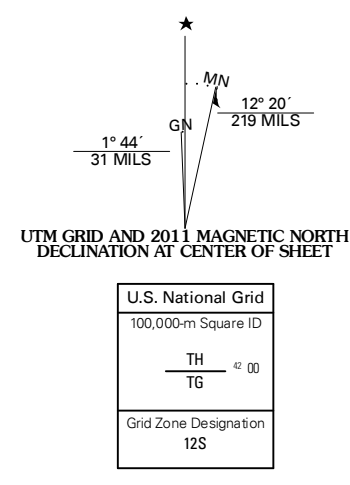 ★
MN
GN
12° 20´
219 MILS
1° 44´
31 MILS
UTM GRID AND 2011 MAGNETIC NORTH
DECLINATION AT CENTER OF SHEET
U.S. National Grid
100,000-m Square ID
TH
42 00
TG
Grid Zone Designation
12S